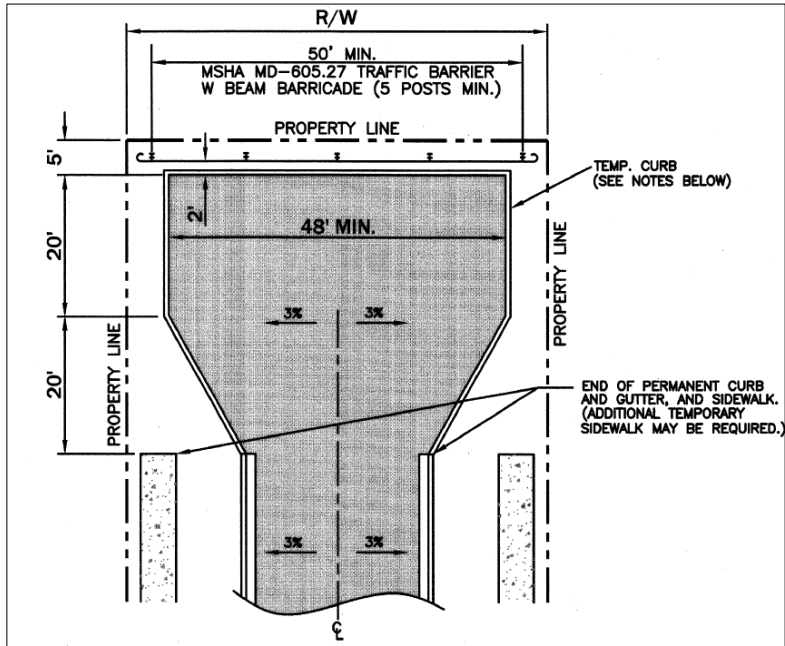 R/W
50' MIN.
MSHA MD-605.27 TRAFFIC BARRIER
W BEAM BARRICADE (5 POSTS MIN.)
PROPERTY LINE
5'
TEMP. CURB
(SEE NOTES BELOW)
2'
48' MIN.
20'
3% 3%
PROPERTY LINE
PROPERTY LINE
20'
END OF PERMANENT CURB
AND GUTTER, AND SIDEWALK.
(ADDITIONAL TEMPORARY
SIDEWALK MAY BE REQUIRED.)
3% 3%
℄